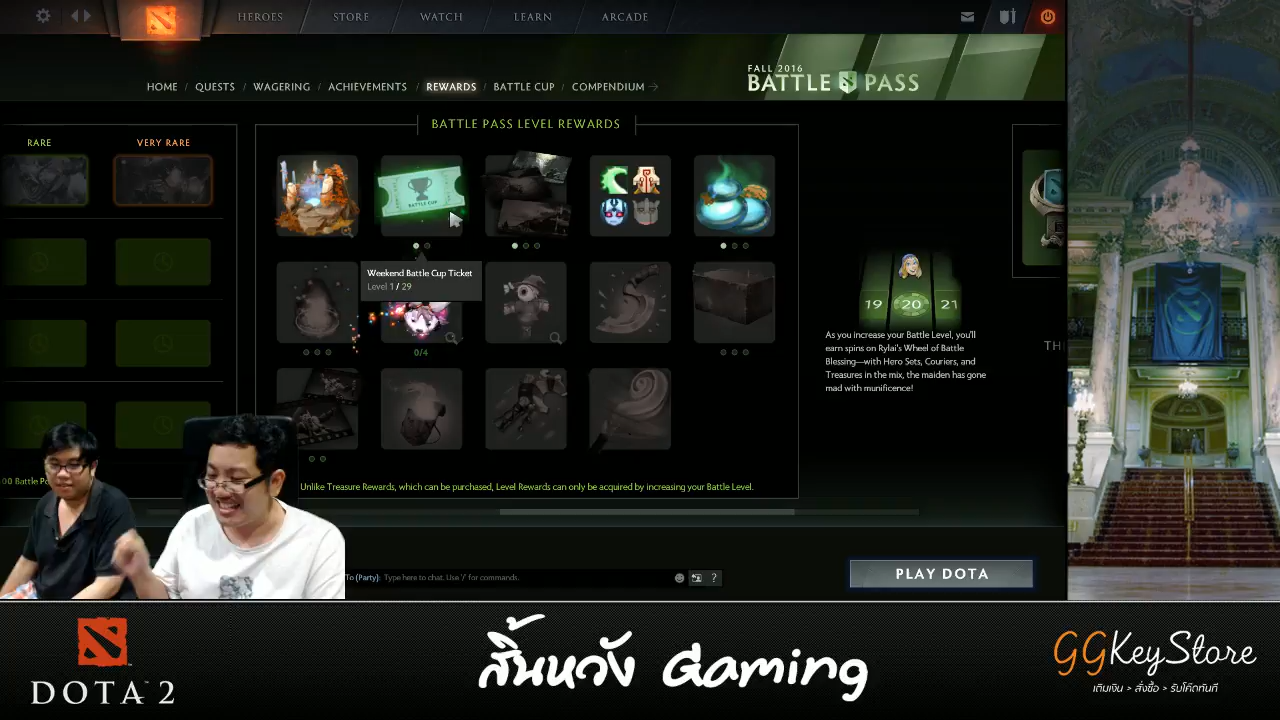 HEROES
STORE
WATCH
LEARN
ARCADE
FALL 2016
BATTLE PASS
HOME / QUESTS / WAGERING / ACHIEVEMENTS / REWARDS / BATTLE CUP / COMPENDIUM
RARE
VERY RARE
BATTLE PASS LEVEL REWARDS
BATTLE CUP
Weekend Battle Cup Ticket
Level 1 / 29
0/4
19 20 21
As you increase your Battle Level, you'll
earn spins on Rylai's Wheel of Battle
Blessing—with Hero Sets, Couriers, and
Treasures in the mix, the maiden has gone
mad with munificence!
TH
00 Battle Po
Unlike Treasure Rewards, which can be purchased, Level Rewards can only be acquired by increasing your Battle Level.
To (Party): Type here to chat. Use '/' for commands.
?
PLAY DOTA
DOTA 2
สิ้นหวัง Gaming
GGKeyStore
เติมเงิน > สั่งซื้อ > รับโค๊ดทันที